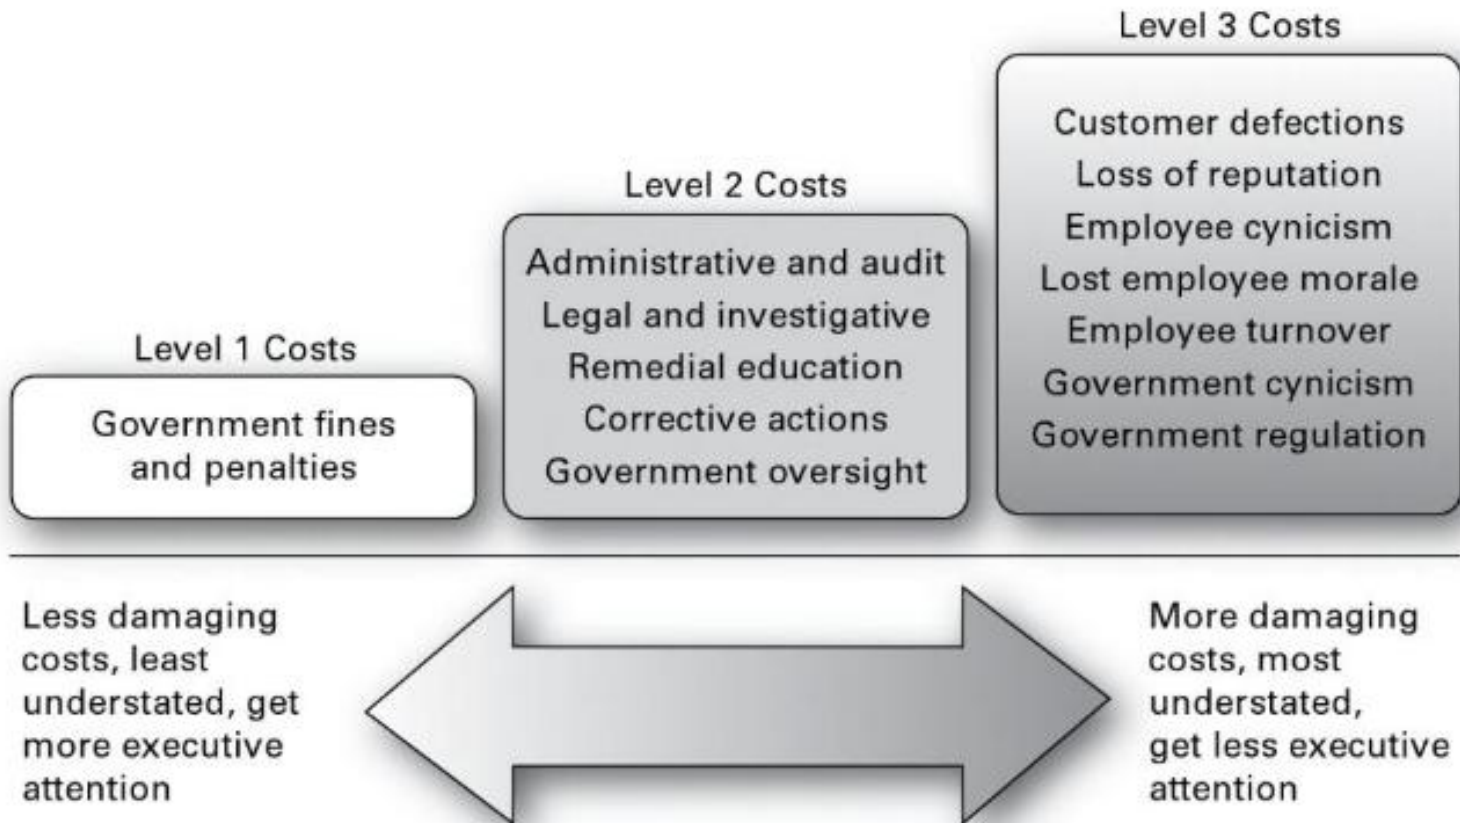 Level 1 Costs
Government fines
and penalties
Level 2 Costs
Administrative and audit
Legal and investigative
Remedial education
Corrective actions
Government oversight
Level 3 Costs
Customer defections
Loss of reputation
Employee cynicism
Lost employee morale
Employee turnover
Government cynicism
Government regulation
Less damaging
costs, least
understated, get
more executive
attention
More damaging
costs, most
understated,
get less executive
attention